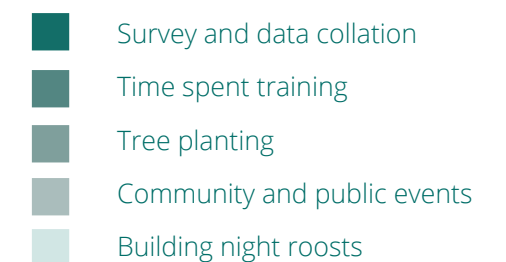 Survey and data collation
Time spent training
Tree planting
Community and public events
Building night roosts